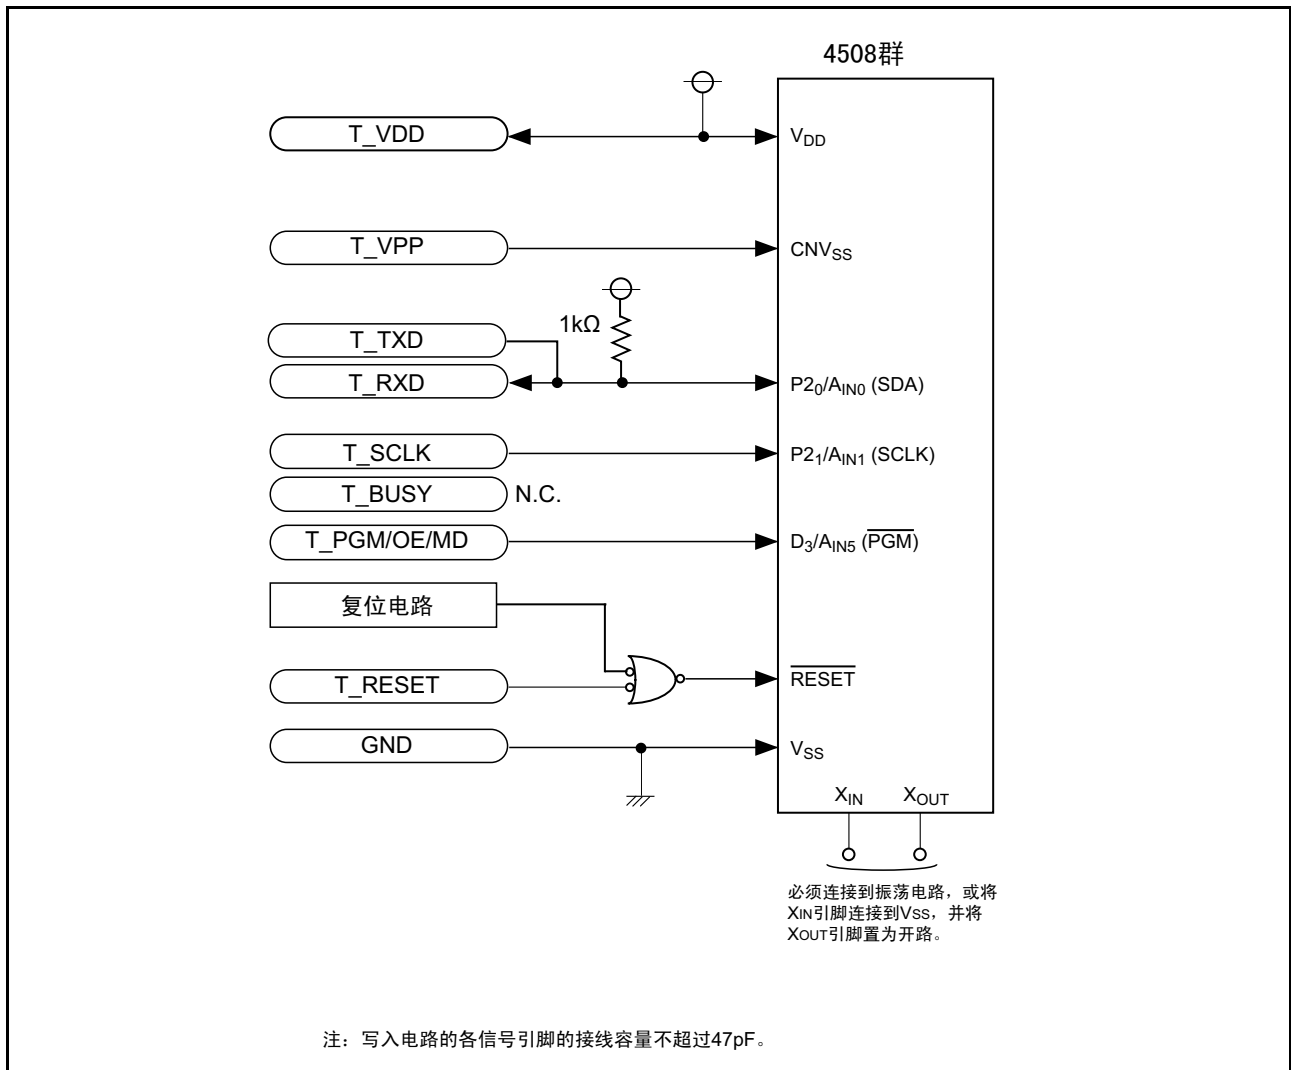 4508群
T_VDD
VDD
T_VPP
CNVSS
1kΩ
T_TXD
T_RXD
P20/AIN0 (SDA)
T_SCLK
P21/AIN1 (SCLK)
T_BUSY N.C.
T_PGM/OE/MD
D3/AIN5 (PGM)
复位电路
T_RESET
RESET
GND
VSS
XIN XOUT
必须连接到振荡电路，或将
XIN引脚连接到VSS，并将
XOUT引脚置为开路。
注：写入电路的各信号引脚的接线容量不超过47pF。